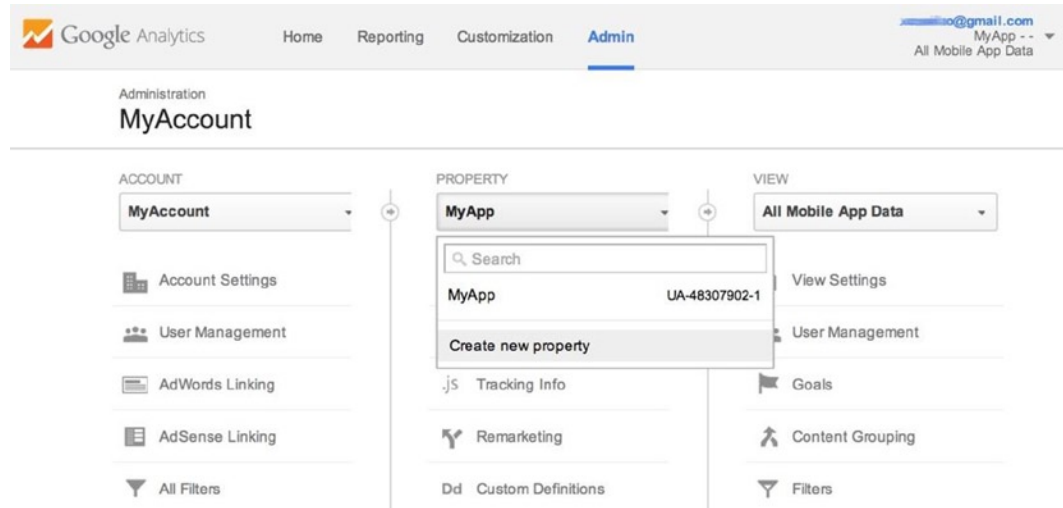 Google Analytics
Home Reporting Customization Admin
@gmail.com
MyApp - -
All Mobile App Data
Administration
MyAccount
ACCOUNT
MyAccount
Account Settings
User Management
AdWords Linking
AdSense Linking
All Filters
PROPERTY
MyApp
Search
MyApp UA-48307902-1
Create new property
.js Tracking Info
Remarketing
Dd Custom Definitions
VIEW
All Mobile App Data
View Settings
User Management
Goals
Content Grouping
Filters